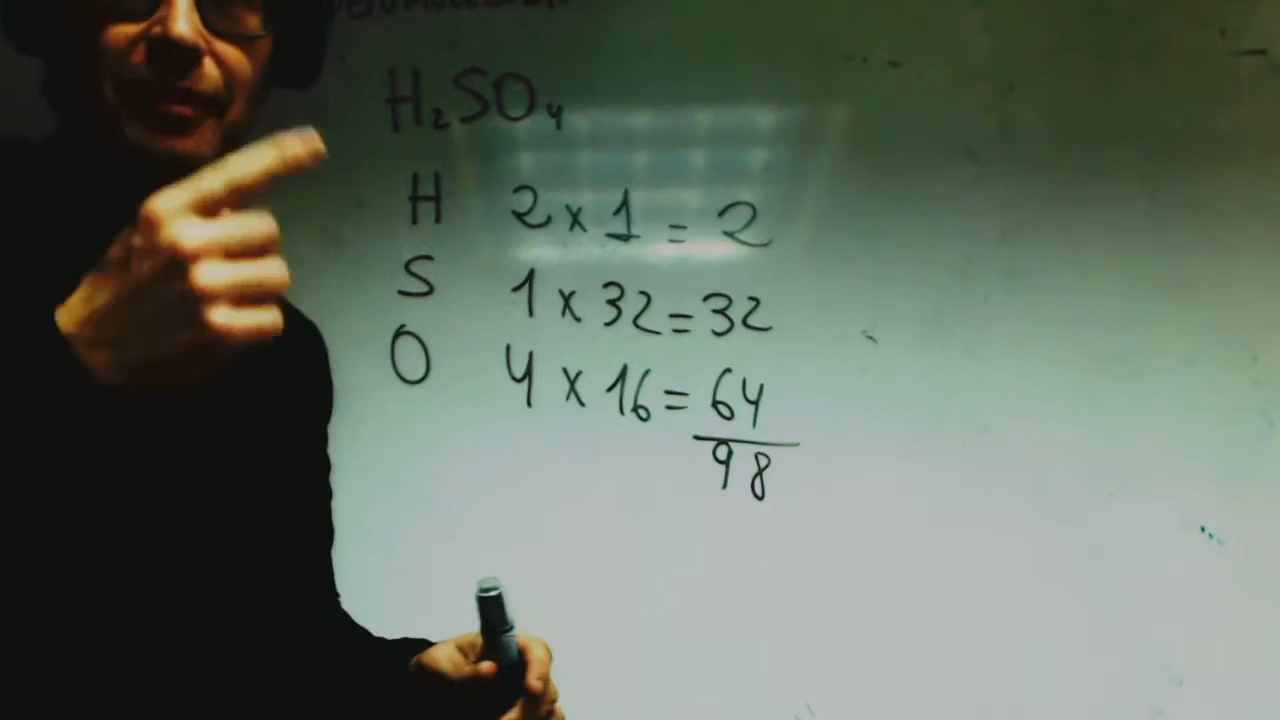 H₂SO₄
H 2 x 1 = 2
S 1 x 32 = 32
O 4 x 16 = 64
98